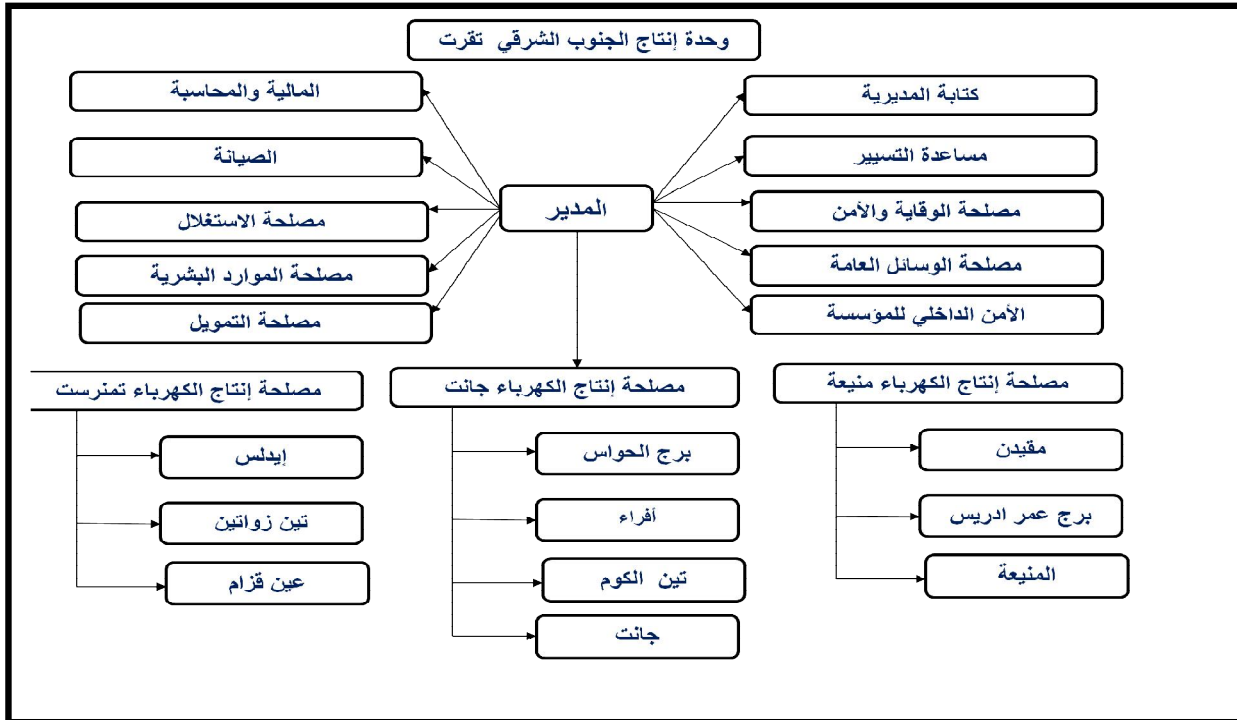 وحدة إنتاج الجنوب الشرقي تقرت
كتابة المديرية
المالية والمحاسبة
مساعدة التسيير
الصيانة
المدير
مصلحة الوقاية والأمن
مصلحة الاستغلال
مصلحة الوسائل العامة
مصلحة الموارد البشرية
الأمن الداخلي للمؤسسة
مصلحة التمويل
مصلحة إنتاج الكهرباء منيعة
مقيدن
برج عمر ادريس
المنيعة
مصلحة إنتاج الكهرباء جانت
برج الحواس
أفراء
تين الكوم
جانت
مصلحة إنتاج الكهرباء تمنرست
إيدلس
تين زواتين
عين قزام